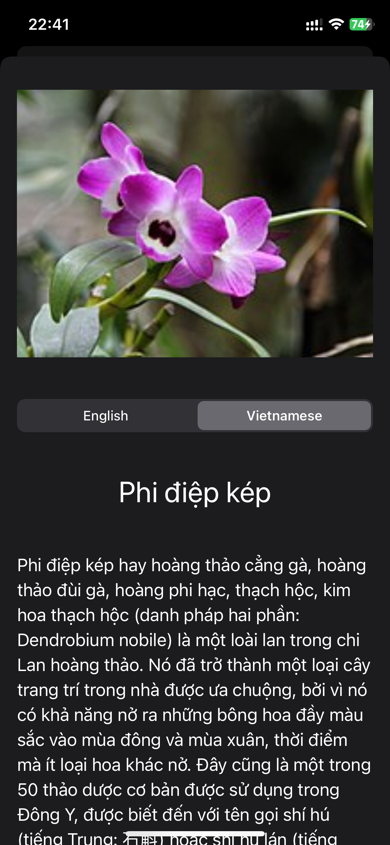 22:41
74
English
Vietnamese
Phi điệp kép
Phi điệp kép hay hoàng thảo cẳng gà, hoàng
thảo đùi gà, hoàng phi hạc, thạch hộc, kim
hoa thạch hộc (danh pháp hai phần:
Dendrobium nobile) là một loài lan trong chi
Lan hoàng thảo. Nó đã trở thành một loại cây
trang trí trong nhà được ưa chuộng, bởi vì nó
có khả năng nở ra những bông hoa đầy màu
sắc vào mùa đông và mùa xuân, thời điểm
mà ít loại hoa khác nở. Đây cũng là một trong
50 thảo dược cơ bản được sử dụng trong
Đông Y, được biết đến với tên gọi shí hú
(tiếng Trung: 石斛) hoặc shí hú lán (tiếng